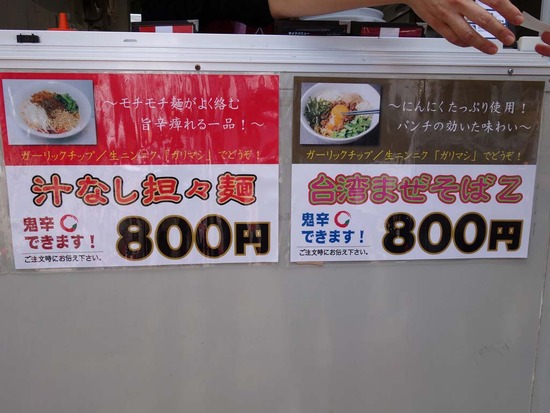 ～モチモチ麺がよく絡む
旨辛痺れる一品！～
ガーリックチップ／生ニンニク「ガリマシ」でどうぞ！
汁なし担々麺
鬼辛
できます！
ご注文時にお伝え下さい。
800円
～にんにくたっぷり使用！
パンチの効いた味わい～
ガーリックチップ／生ニンニク「ガリマシ」でどうぞ！
台湾まぜそばZ
鬼辛
できます！
ご注文時にお伝え下さい。
800円